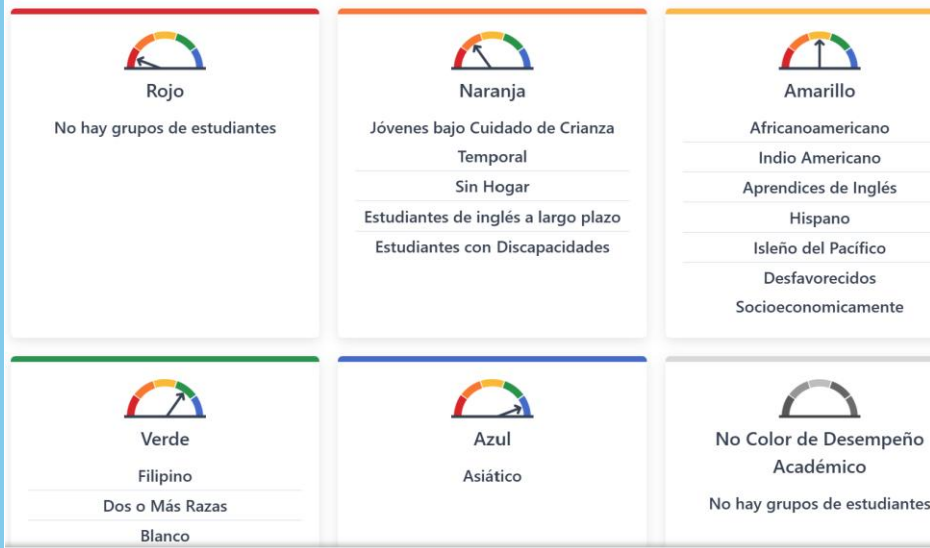 Rojo
No hay grupos de estudiantes
Naranja
Jóvenes bajo Cuidado de Crianza
Temporal
Sin Hogar
Estudiantes de inglés a largo plazo
Estudiantes con Discapacidades
Amarillo
Africanoamericano
Indio Americano
Aprendices de Inglés
Hispano
Isleño del Pacífico
Desfavorecidos
Socioeconomicamente
Verde
Filipino
Dos o Más Razas
Blanco
Azul
Asiático
No Color de Desempeño
Académico
No hay grupos de estudiantes